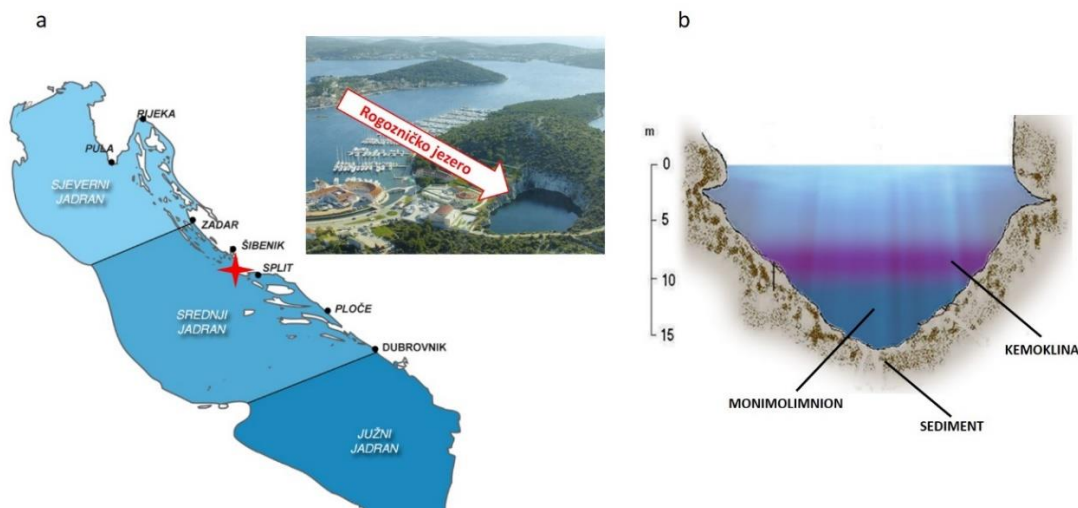 a
RIJEKA
PULA
SJEVERNI
JADRAN
ZADAR
ŠIBENIK
SPLIT
SREDNJI
JADRAN
PLOČE
DUBROVNIK
JUŽNI
JADRAN
Rogozničko jezero
b
m
0
5
10
15
KEMOKLINA
MONIMOLIMNION
SEDIMENT